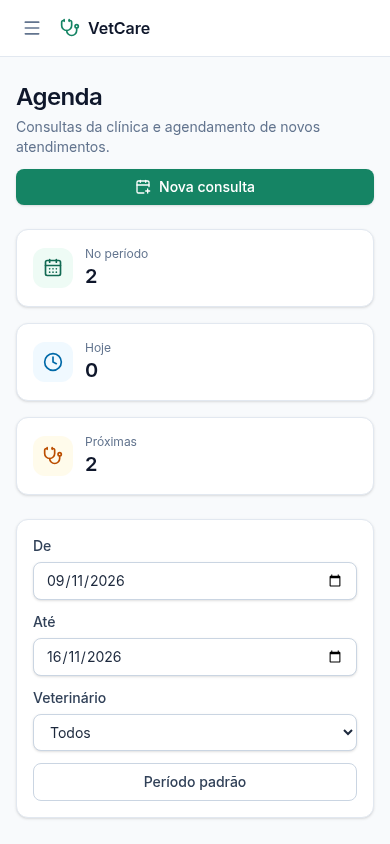 VetCare
Agenda
Consultas da clínica e agendamento de novos
atendimentos.
Nova consulta
No período
2
Hoje
0
Próximas
2
De
09/11/2026
Até
16/11/2026
Veterinário
Todos
Período padrão